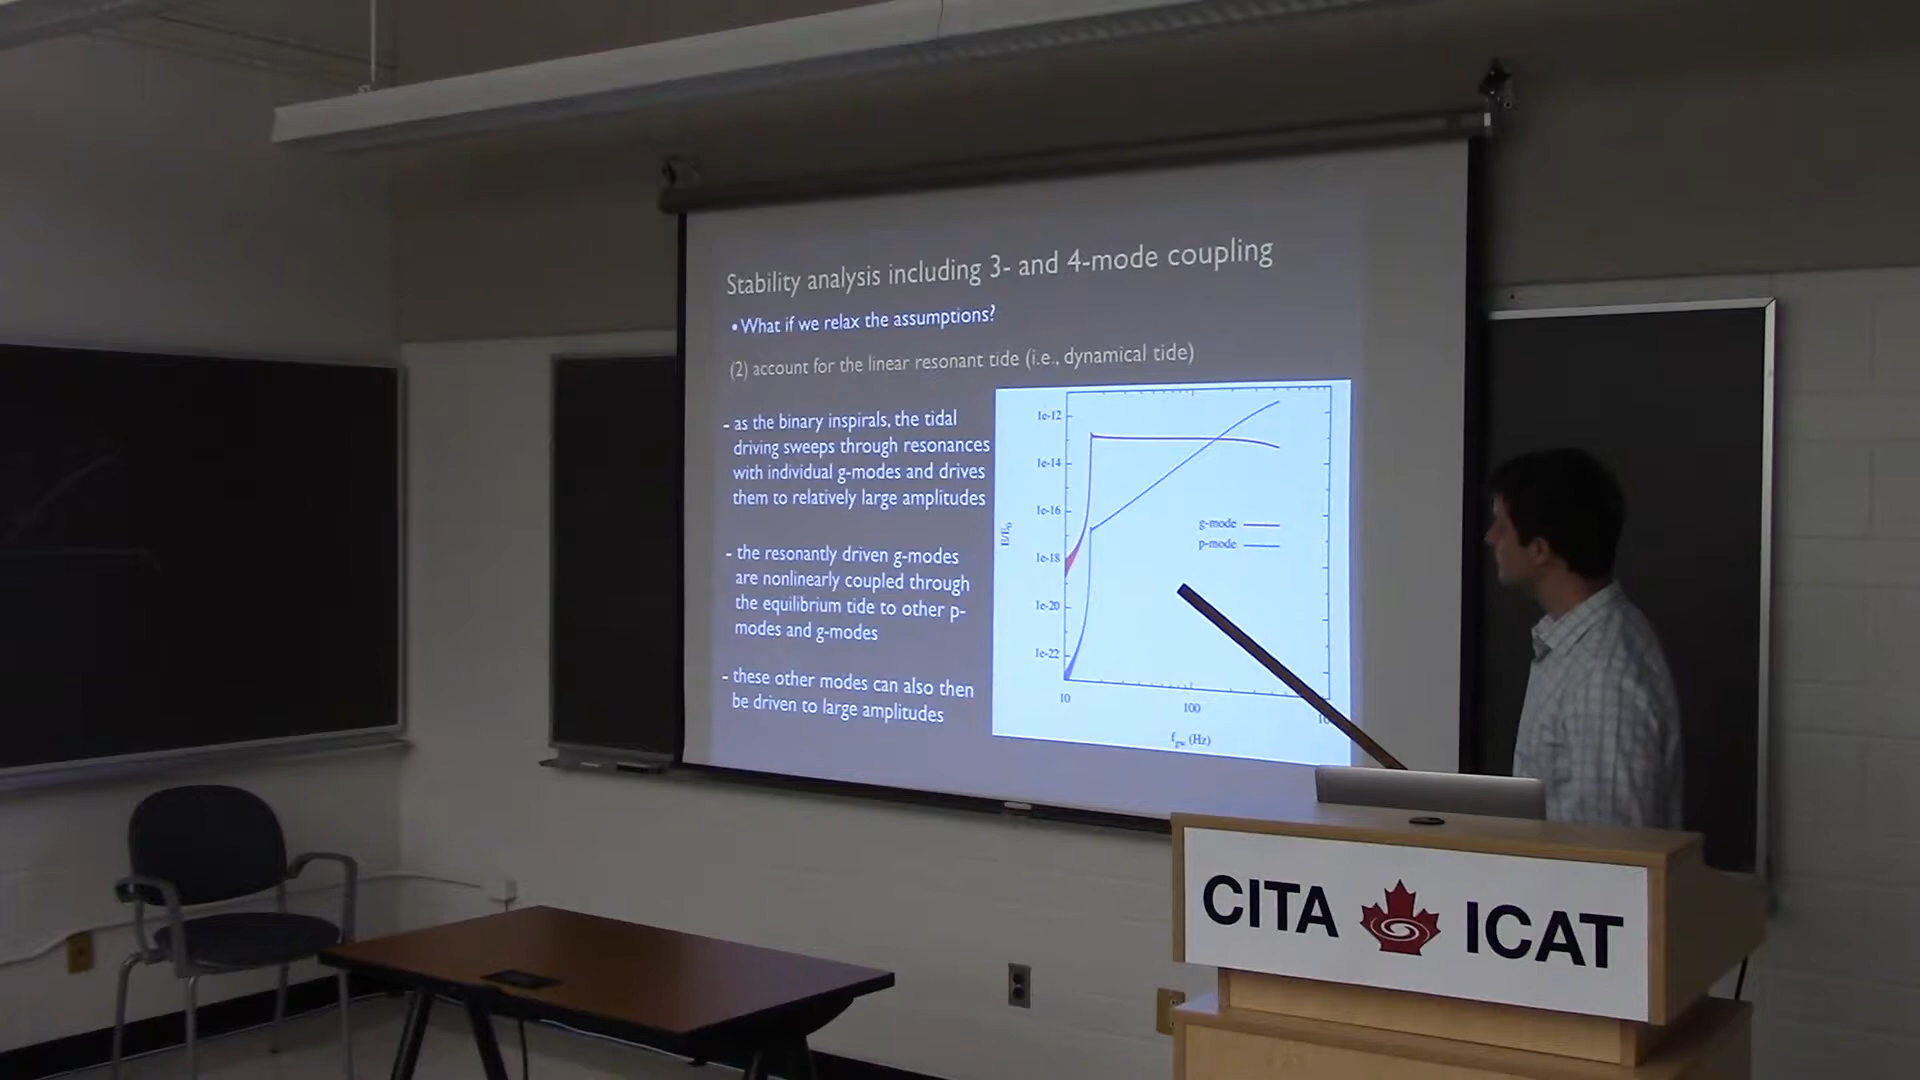 Stability analysis including 3- and 4-mode coupling
• What if we relax the assumptions?
(2) account for the linear resonant tide (i.e., dynamical tide)
- as the binary inspirals, the tidal
driving sweeps through resonances
with individual g-modes and drives
them to relatively large amplitudes
- the resonantly driven g-modes
are nonlinearly coupled through
the equilibrium tide to other p-
modes and g-modes
- these other modes can also then
be driven to large amplitudes
1e-12
1e-14
1e-16
1e-18
1e-20
1e-22
E/E₀
g-mode
p-mode
10
100
f_gw (Hz)
CITA ICAT